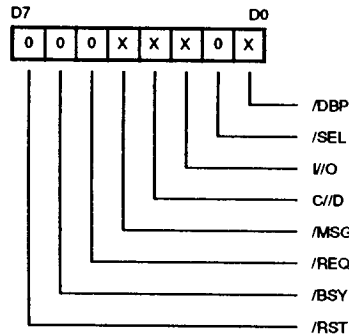 D7 D0
0 0 0 X X X 0 X
/DBP
/SEL
I//O
C//D
/MSG
/REQ
/BSY
/RST